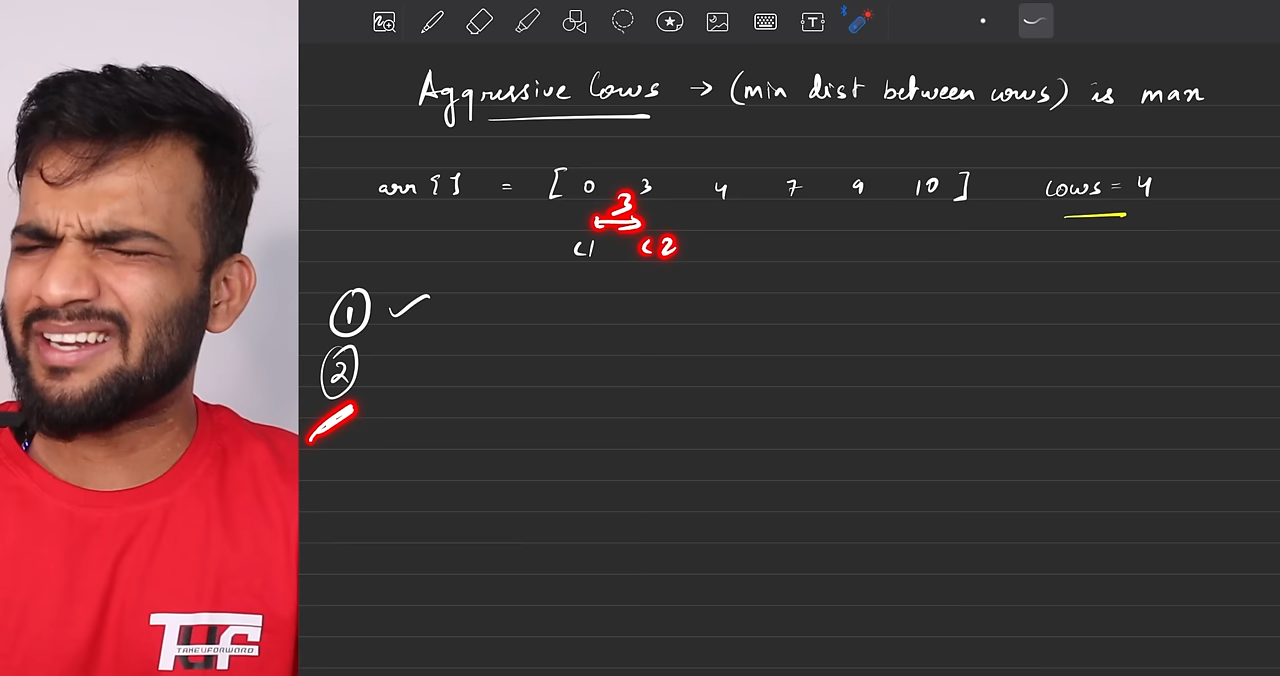 Aggressive Cows → (min dist between cows) is max
arr [ ] = [ 0 3 4 7 9 10 ] cows = 4
3
C1 C2
1 ✓
2
TUF
TAKEUFORWORD